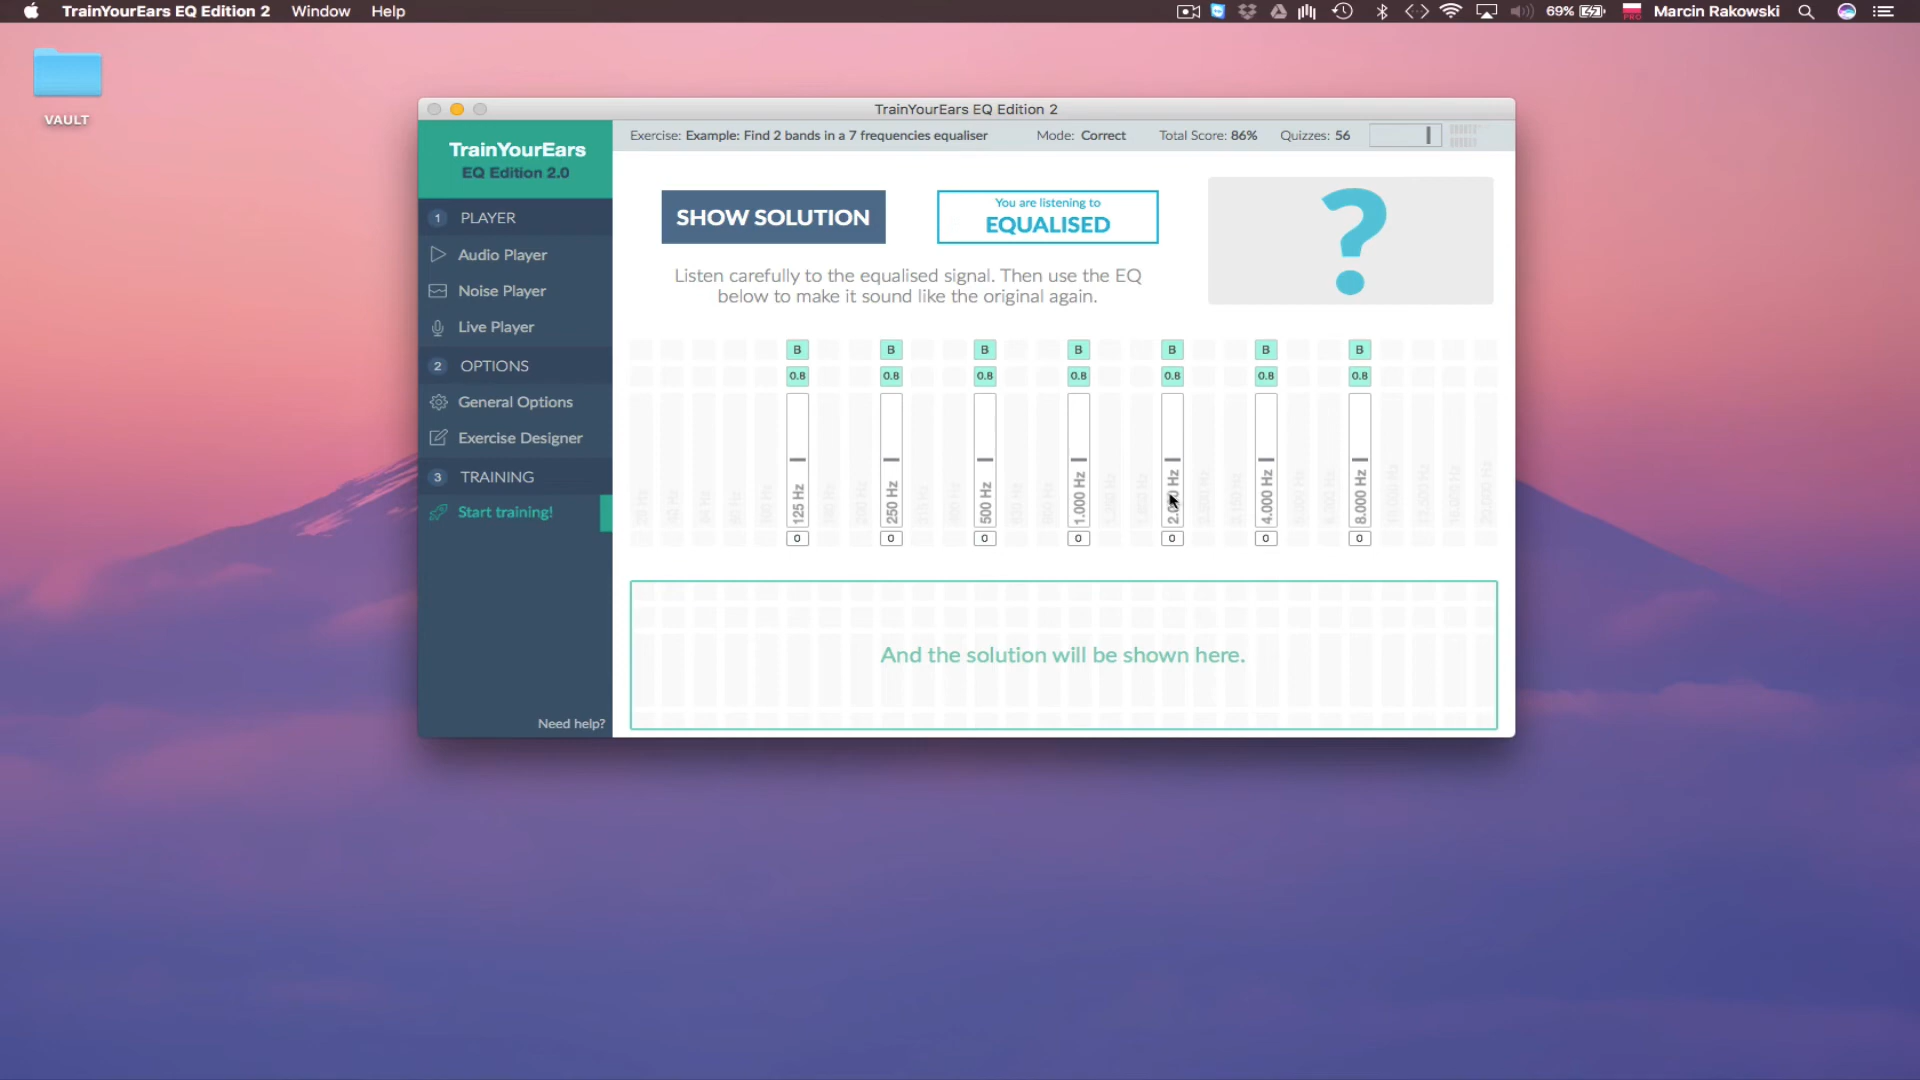 TrainYourEars EQ Edition 2 Window Help 69% PRO Marcin Rakowski
VAULT
TrainYourEars EQ Edition 2
TrainYourEars
EQ Edition 2.0
1 PLAYER
Audio Player
Noise Player
Live Player
2 OPTIONS
General Options
Exercise Designer
3 TRAINING
Start training!
Need help?
Exercise: Example: Find 2 bands in a 7 frequencies equaliser Mode: Correct Total Score: 86% Quizzes: 56
SHOW SOLUTION
You are listening to
EQUALISED
?
Listen carefully to the equalised signal. Then use the EQ
below to make it sound like the original again.
B B B B B B B
0.8 0.8 0.8 0.8 0.8 0.8 0.8
125 Hz 250 Hz 500 Hz 1.000 Hz 4.000 Hz 8.000 Hz
0 0 0 0 0 0 0
And the solution will be shown here.